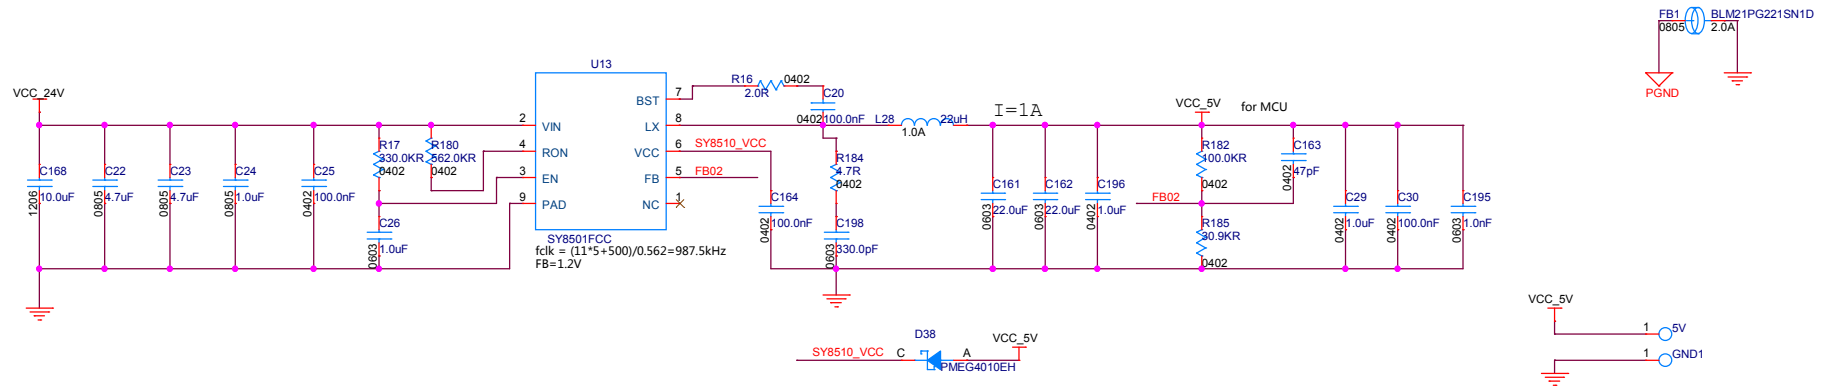 FB1
BLM21PG221SN1D
0805
2.0A
PGND
VCC_24V
C168
10.0uF
1206
C22
4.7uF
0805
C23
4.7uF
0805
C24
1.0uF
0805
C25
100.0nF
0402
R17
330.0KR
0402
R180
562.0KR
0402
C26
1.0uF
0603
U13
2
VIN
4
RON
3
EN
9
PAD
BST
7
LX
8
VCC
6
FB
5
NC
1
SY8501FCC
fclk = (11*5+500)/0.562=987.5kHz
FB=1.2V
R16
0402
2.0R
C20
0402
100.0nF
SY8510_VCC
FB02
C164
100.0nF
0402
R184
4.7R
0402
C198
330.0pF
0603
L28
22uH
1.0A
I=1A
C161
22.0uF
0603
C162
22.0uF
0603
C196
1.0uF
0402
VCC_5V
for MCU
R182
100.0KR
0402
C163
47pF
0402
FB02
R185
30.9KR
0402
C29
1.0uF
0402
C30
100.0nF
0402
C195
1.0nF
0603
D38
SY8510_VCC
C
A
VCC_5V
PMEG4010EH
VCC_5V
1
5V
1
GND1